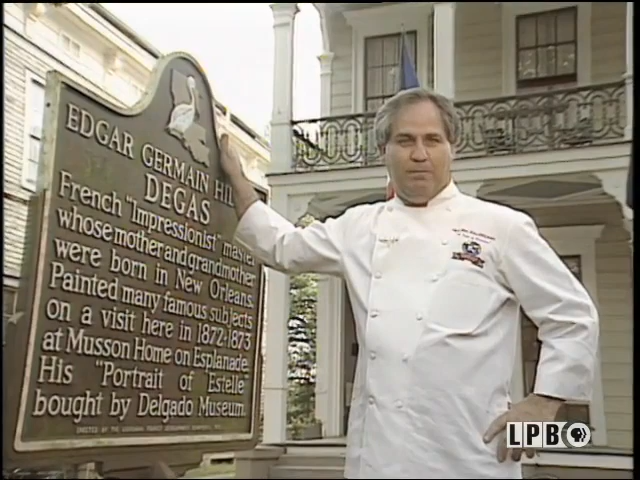 EDGAR GERMAIN HIL
DEGAS
French "Impressionist" master
whose mother and grandmother
were born in New Orleans.
Painted many famous subjects
on a visit here in 1872-1873
at Musson Home on Esplanade.
His "Portrait of Estelle"
bought by Delgado Museum.
LPB
PBS